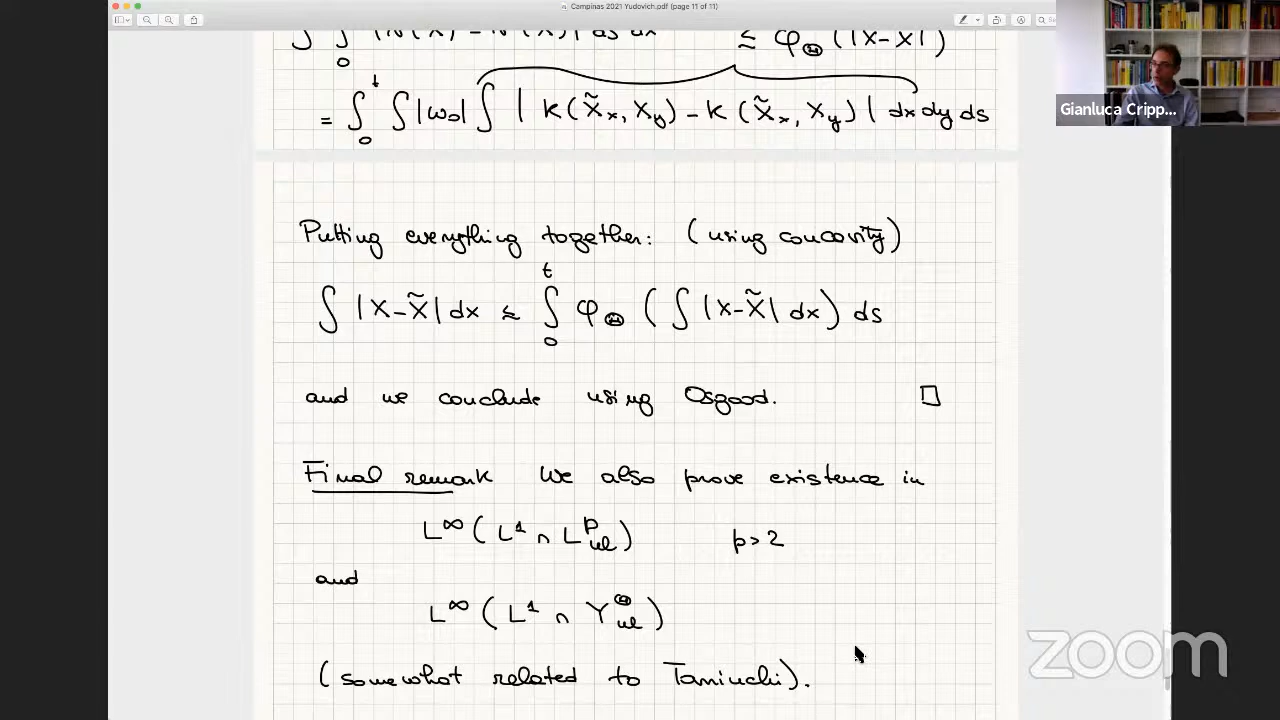 Campinas 2021 Yudovich.pdf (page 11 of 11)
Gianluca Cripp...
= ∫₀ᵗ ∫ |ω₀| ∫ | K(X̃ₓ, X_y) − K(X̃ₓ, X_y) | dx dy ds
Putting everything together: (using concavity)
∫ |X−X̃| dx ≲ ∫₀ᵗ φ_Θ ( ∫ |X−X̃| dx ) ds
and we conclude using Osgood. □
Final remark We also prove existence in
L^∞ ( L¹ ∩ L^p_ul ) p>2
and
L^∞ ( L¹ ∩ Y^Θ_ul )
(somewhat related to Taniuchi).
zoom